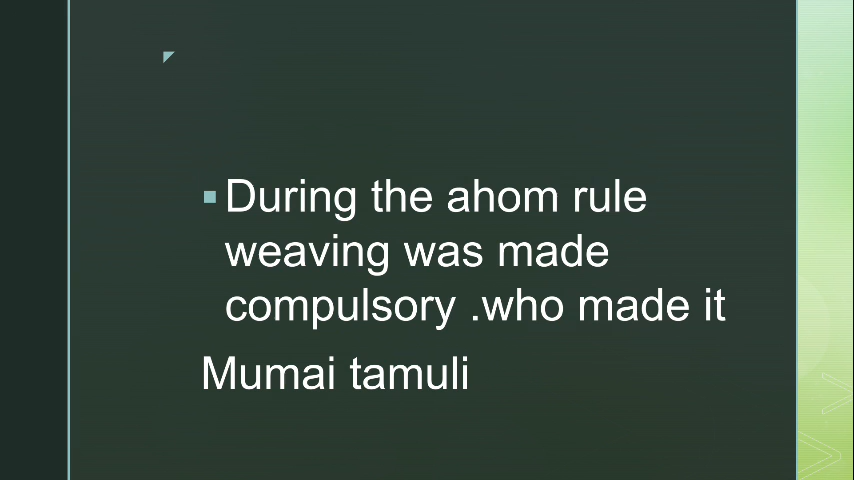 During the ahom rule
weaving was made
compulsory .who made it
Mumai tamuli